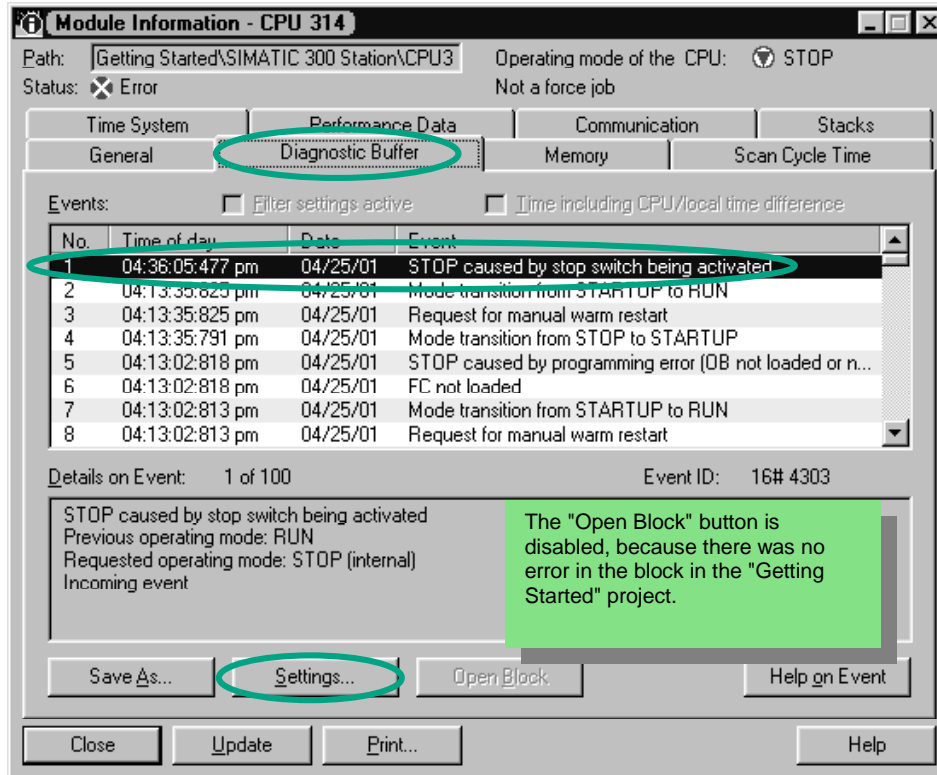 Module Information - CPU 314
Path: Getting Started\SIMATIC 300 Station\CPU3 Operating mode of the CPU: STOP
Status: Error Not a force job
Time System Performance Data Communication Stacks
General Diagnostic Buffer Memory Scan Cycle Time
Events: Filter settings active Time including CPU/local time difference
No. Time of day Date Event
1 04:36:05:477 pm 04/25/01 STOP caused by stop switch being activated
2 04:13:35:825 pm 04/25/01 Mode transition from STARTUP to RUN
3 04:13:35:825 pm 04/25/01 Request for manual warm restart
4 04:13:35:791 pm 04/25/01 Mode transition from STOP to STARTUP
5 04:13:02:818 pm 04/25/01 STOP caused by programming error (OB not loaded or n...
6 04:13:02:818 pm 04/25/01 FC not loaded
7 04:13:02:813 pm 04/25/01 Mode transition from STARTUP to RUN
8 04:13:02:813 pm 04/25/01 Request for manual warm restart
Details on Event: 1 of 100 Event ID: 16# 4303
STOP caused by stop switch being activated
Previous operating mode: RUN
Requested operating mode: STOP (internal)
Incoming event
The "Open Block" button is
disabled, because there was no
error in the block in the "Getting
Started" project.
Save As... Settings... Open Block Help on Event
Close Update Print... Help